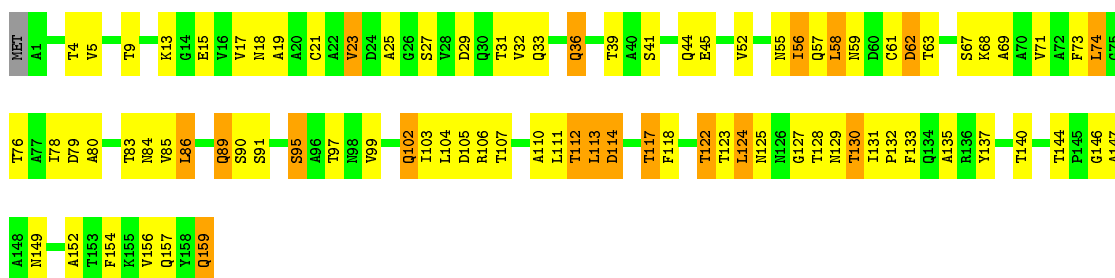 MET A1 T4 V5 T9 K13 G14 E15 V16 V17 N18 A19 A20 C21 A22 V23 D24 A25 G26 S27 V28 D29 Q30 T31 V32 Q33 Q36 T39 A40 S41 Q44 E45 V52 N55 I56 Q57 L58 N59 D60 C61 D62 T63 S67 K68 A69 A70 V71 A72 F73 L74
T76 A77 I78 D79 A80 T83 N84 V85 L86 Q89 S90 S91 S95 A96 T97 N98 V99 Q102 I103 L104 D105 R106 T107 A110 L111 T112 L113 D114 T117 F118 T122 T123 L124 N125 N126 G127 T128 N129 T130 I131 P132 F133 Q134 A135 R136 Y137 T140 T144 P145 G146
A148 N149 A152 T153 F154 K155 V156 Q157 Y158 Q159